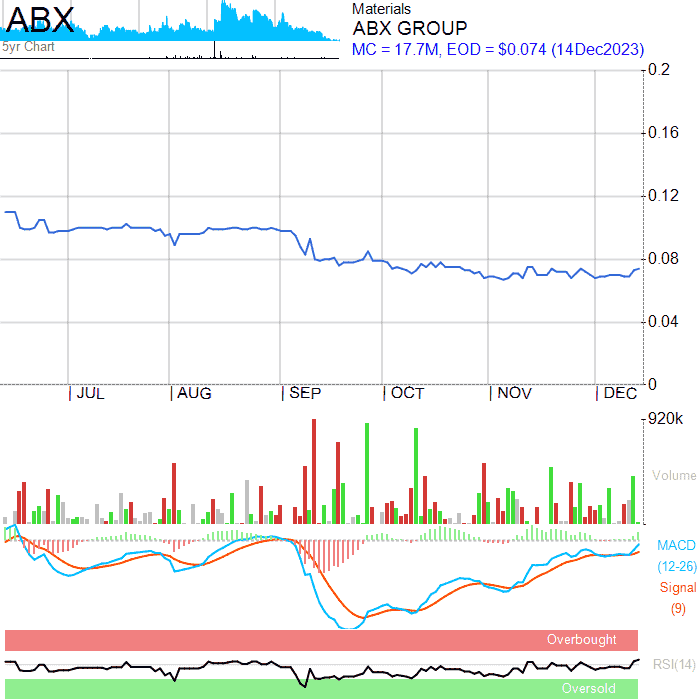 ABX
5yr Chart
Materials
ABX GROUP
MC = 17.7M, EOD = $0.074 (14Dec2023)
0.2
0.16
0.12
0.08
0.04
0
JUL AUG SEP OCT NOV DEC
920k
Volume
MACD
(12-26)
Signal
(9)
Overbought
RSI(14)
Oversold